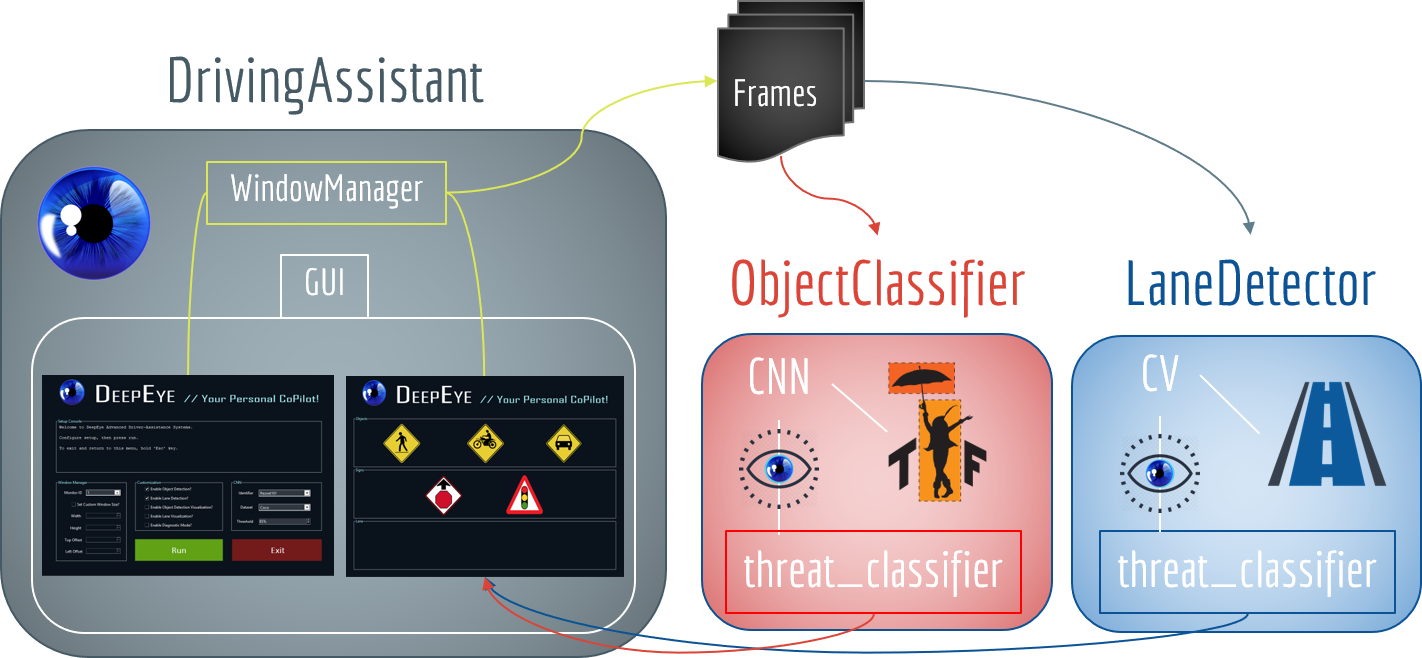 DrivingAssistant
Frames
WindowManager
GUI
DEEPEYE // Your Personal CoPilot!
Setup Console
Welcome to DeepEye Advanced Driver-Assistance Systems.
Configure setup, then press run.
To exit and return to this menu, hold 'Esc' key.
Window Manager
Monitor ID
1
Set Custom Window Size?
Width
Height
Top Offset
Left Offset
Customization
Enable Object Detection?
Enable Lane Detection?
Enable Object Detection Visualisation?
Enable Lane Visualization?
Enable Diagnostic Mode?
CNN
Identifier
Dataset
Coco
Threshold
Run
Exit
DEEPEYE // Your Personal CoPilot!
Objects
Signs
Lane
ObjectClassifier
CNN
T F
threat_classifier
LaneDetector
CV
threat_classifier